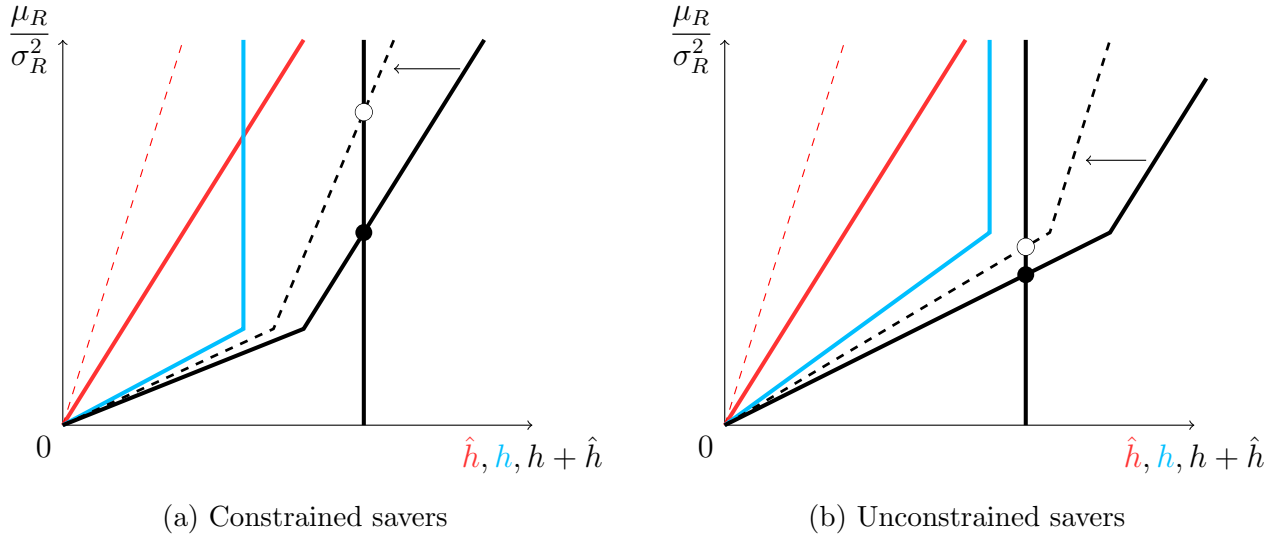 μ_R/σ_R^2
0
ĥ, h, h + ĥ
(a) Constrained savers
μ_R/σ_R^2
0
ĥ, h, h + ĥ
(b) Unconstrained savers